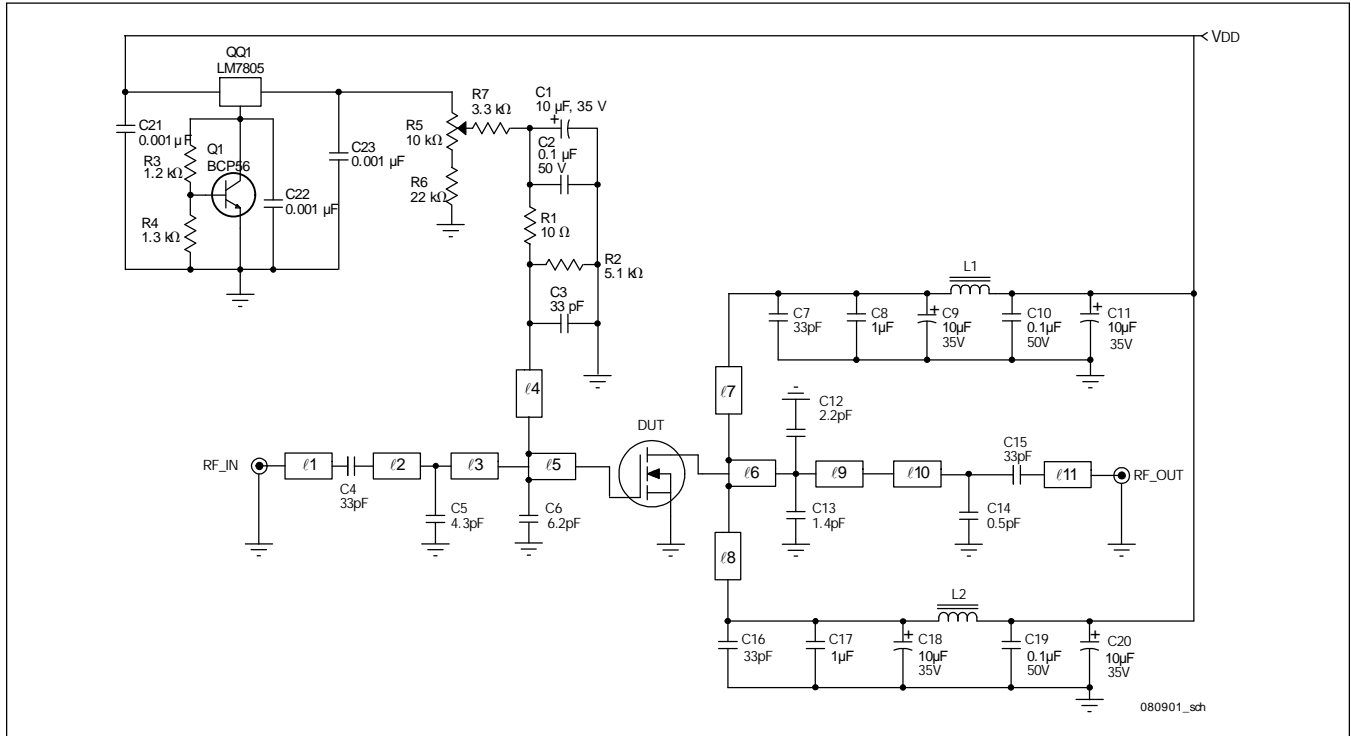 VDD
QQ1
LM7805
C21
0.001 µF
R3
1.2 kΩ
Q1
BCP56
R4
1.3 kΩ
C22
0.001 µF
C23
0.001 µF
R5
10 kΩ
R6
22 kΩ
R7
3.3 kΩ
C1
10 µF, 35 V
+
C2
0.1 µF
50 V
R1
10 Ω
R2
5.1 kΩ
C3
33 pF
ℓ4
L1
C7
33pF
C8
1µF
+
C9
10µF
35V
C10
0.1µF
50V
+
C11
10µF
35V
ℓ7
C12
2.2pF
DUT
RF_IN
ℓ1
C4
33pF
ℓ2
ℓ3
ℓ5
C5
4.3pF
C6
6.2pF
ℓ6
ℓ9
ℓ10
C15
33pF
ℓ11
RF_OUT
C13
1.4pF
C14
0.5pF
ℓ8
L2
C16
33pF
C17
1µF
+
C18
10µF
35V
C19
0.1µF
50V
+
C20
10µF
35V
080901_sch